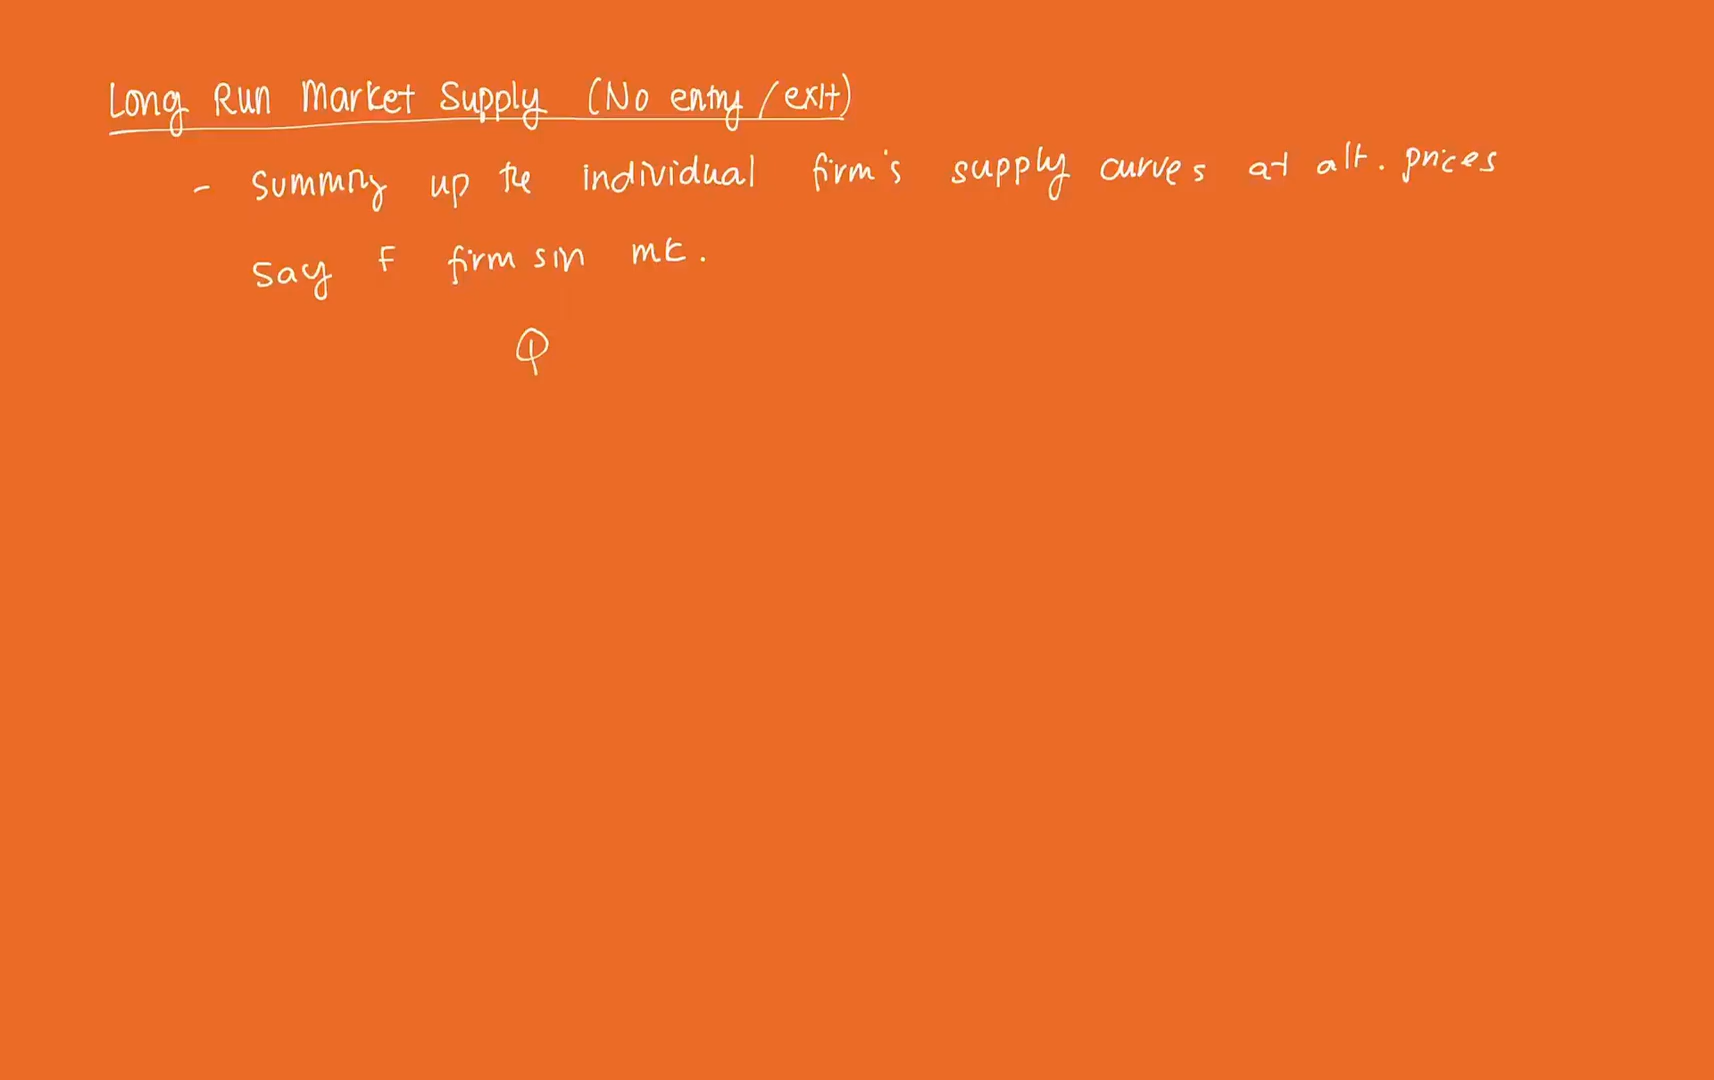 Long Run Market Supply (No entry / exit)
- summing up the individual firm's supply curves at alt. prices
say F firms in mk.
Q